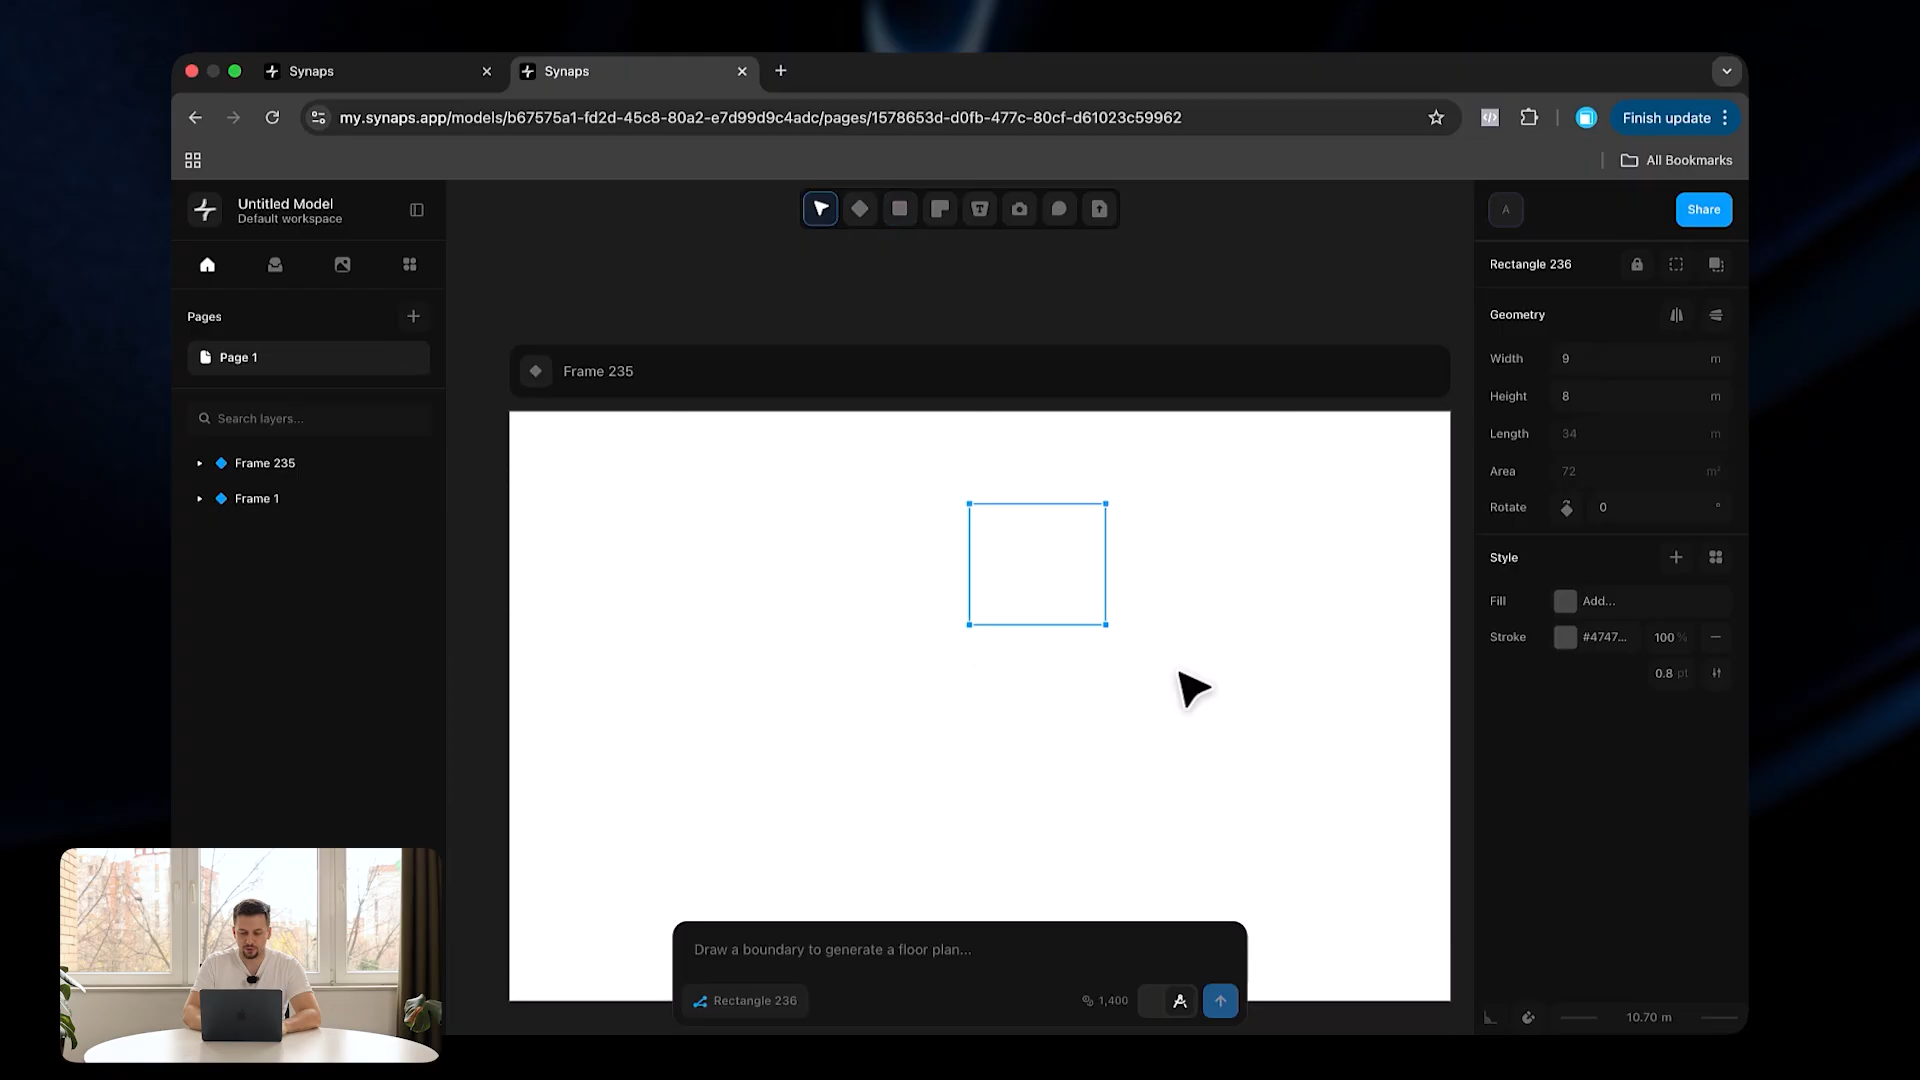 Synaps
Synaps
my.synaps.app/models/b67575a1-fd2d-45c8-80a2-e7d99d9c4adc/pages/1578653d-d0fb-477c-80cf-d61023c59962
Finish update
All Bookmarks
Untitled Model
Default workspace
Pages
Page 1
Search layers...
Frame 235
Frame 1
Frame 235
Draw a boundary to generate a floor plan...
Rectangle 236
1,400
A
Share
Rectangle 236
Geometry
Width 9 m
Height 8 m
Length 34 m
Area 72 m²
Rotate 0 °
Style
Fill Add...
Stroke #4747... 100 %
0.8 pt
10.70 m